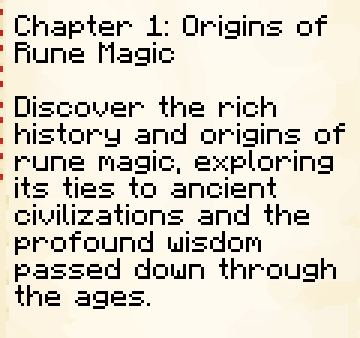 Chapter 1: Origins of
Rune Magic
Discover the rich
history and origins of
rune magic, exploring
its ties to ancient
civilizations and the
profound wisdom
passed down through
the ages.